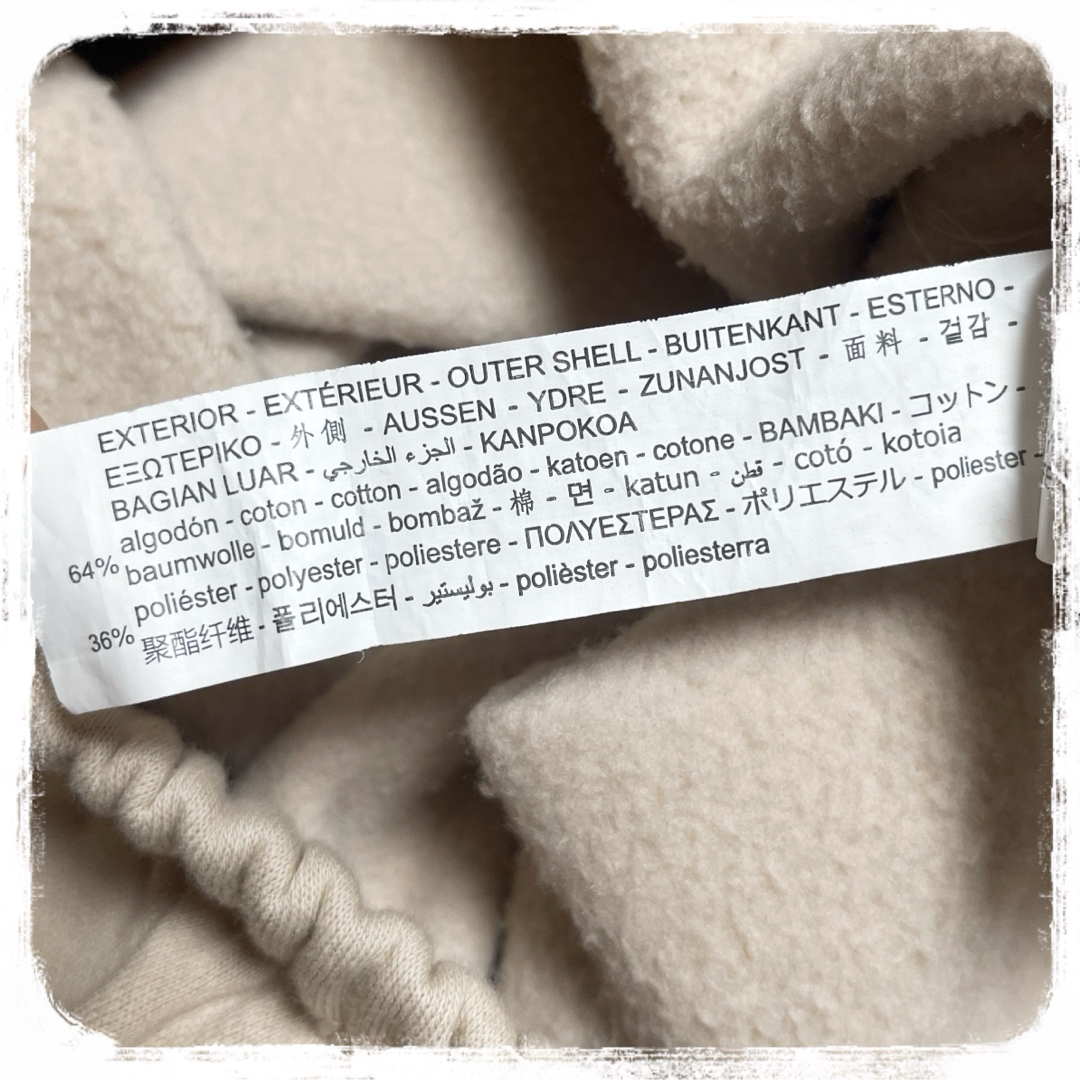 EXTERIOR - EXTÉRIEUR - OUTER SHELL - BUITENKANT - ESTERNO -
ΕΞΩΤΕΡΙΚΟ - 外側 - AUSSEN - YDRE - ZUNANJOST - 面料 - 겉감 -
BAGIAN LUAR - الجزء الخارجي - KANPOKOA
64% algodón - coton - cotton - algodão - katoen - cotone - BAMBAKI - コットン -
baumwolle - bomuld - bombaž - 棉 - 면 - katun - قطن - cotó - kotoia
36% poliéster - polyester - poliestere - ΠΟΛΥΕΣΤΕΡΑΣ - ポリエステル - poliester -
聚酯纤维 - 폴리에스터 - بوليستير - polièster - poliesterra